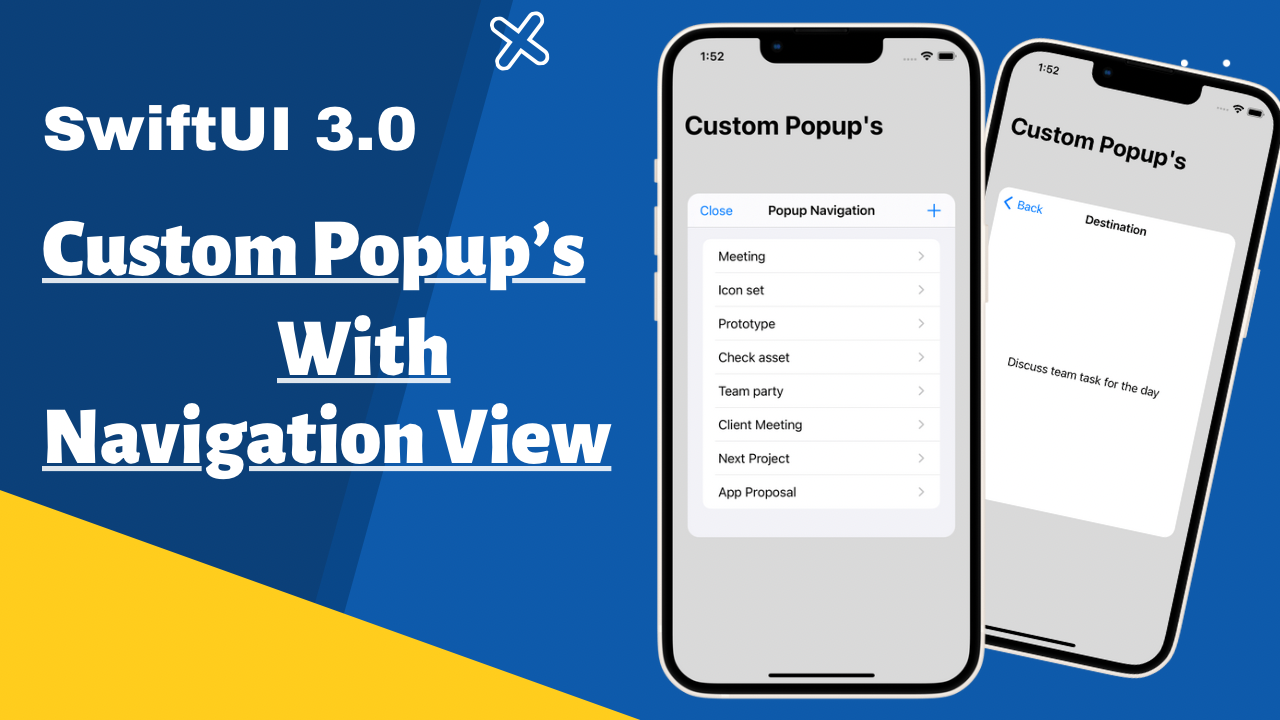 SwiftUI 3.0
Custom Popup’s
With
Navigation View
1:52
Custom Popup's
Close Popup Navigation +
Meeting
Icon set
Prototype
Check asset
Team party
Client Meeting
Next Project
App Proposal
1:52
Custom Popup's
Back Destination
Discuss team task for the day